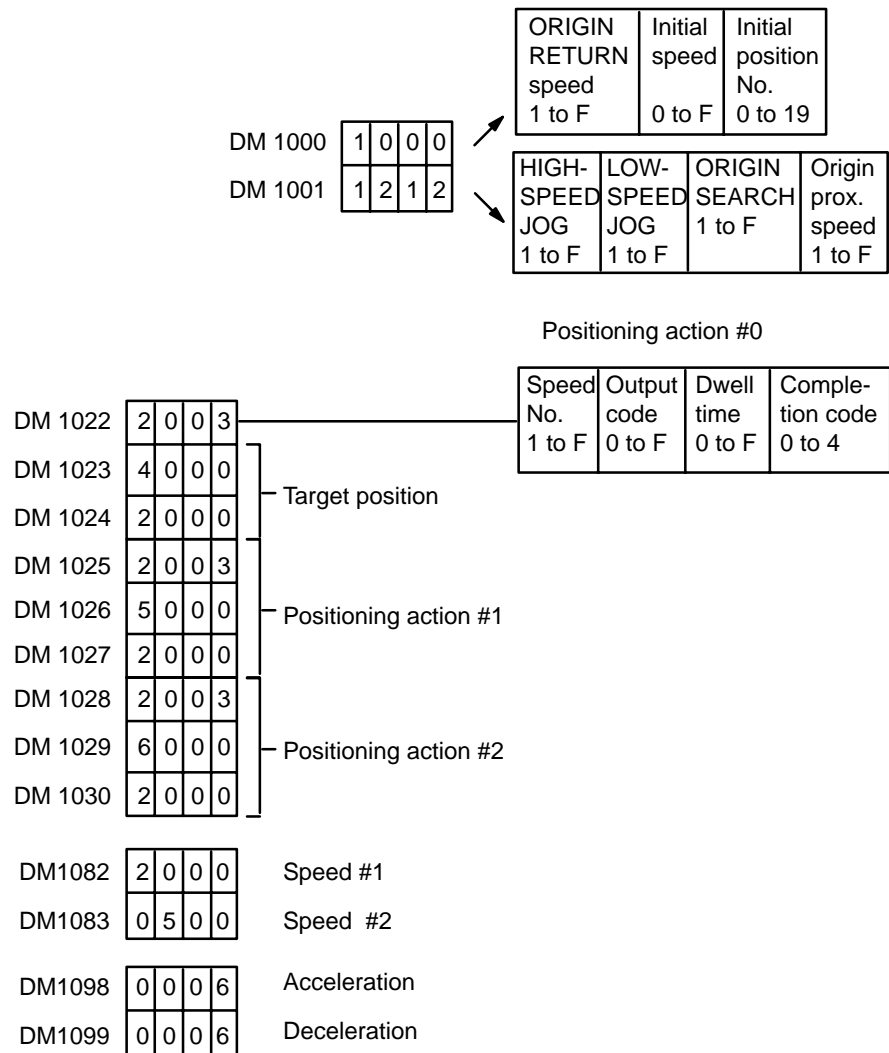 ORIGIN RETURN speed 1 to F
Initial speed 0 to F
Initial position No. 0 to 19
DM 1000 1 0 0 0
DM 1001 1 2 1 2
HIGH-SPEED JOG 1 to F
LOW-SPEED JOG 1 to F
ORIGIN SEARCH 1 to F
Origin prox. speed 1 to F
Positioning action #0
Speed No. 1 to F
Output code 0 to F
Dwell time 0 to F
Comple-tion code 0 to 4
DM 1022 2 0 0 3
DM 1023 4 0 0 0
Target position
DM 1024 2 0 0 0
DM 1025 2 0 0 3
DM 1026 5 0 0 0
Positioning action #1
DM 1027 2 0 0 0
DM 1028 2 0 0 3
DM 1029 6 0 0 0
Positioning action #2
DM 1030 2 0 0 0
DM1082 2 0 0 0 Speed #1
DM1083 0 5 0 0 Speed #2
DM1098 0 0 0 6 Acceleration
DM1099 0 0 0 6 Deceleration